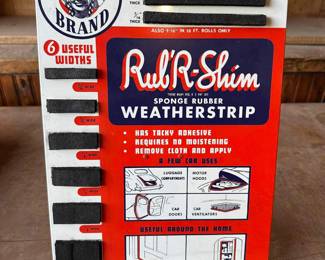 BRAND
THICK
THICK
ALSO 1/16" IN 10 FT. ROLLS ONLY
6 USEFUL
WIDTHS
Rub'R-Shim
SPONGE RUBBER
WEATHERSTRIP
• HAS TACKY ADHESIVE
• REQUIRES NO MOISTENING
• REMOVE CLOTH AND APPLY
A FEW CAR USES
LUGGAGE
COMPARTMENTS
MOTOR
HOODS
CAR
DOORS
CAR
VENTILATORS
USEFUL AROUND THE HOME